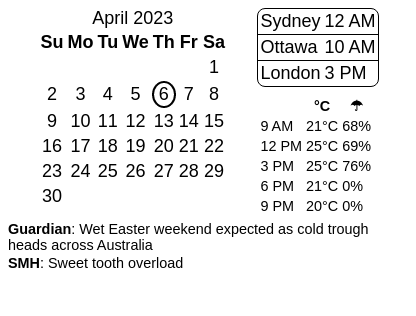 April 2023
Su Mo Tu We Th Fr Sa
1
2 3 4 5 6 7 8
9 10 11 12 13 14 15
16 17 18 19 20 21 22
23 24 25 26 27 28 29
30
Sydney 12 AM
Ottawa 10 AM
London 3 PM
°C ☂
9 AM 21°C 68%
12 PM 25°C 69%
3 PM 25°C 76%
6 PM 21°C 0%
9 PM 20°C 0%
Guardian: Wet Easter weekend expected as cold trough
heads across Australia
SMH: Sweet tooth overload